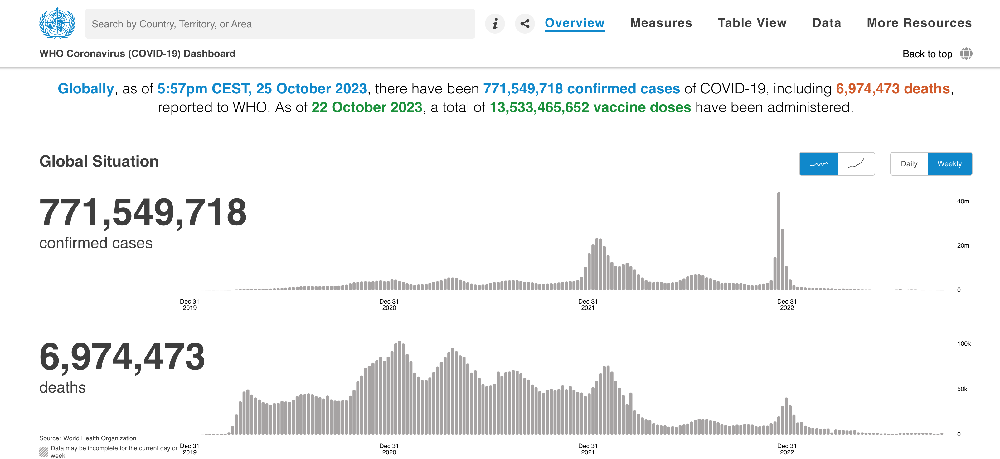 Search by Country, Territory, or Area
i
Overview
Measures
Table View
Data
More Resources
WHO Coronavirus (COVID-19) Dashboard
Back to top
Globally, as of 5:57pm CEST, 25 October 2023, there have been 771,549,718 confirmed cases of COVID-19, including 6,974,473 deaths,
reported to WHO. As of 22 October 2023, a total of 13,533,465,652 vaccine doses have been administered.
Global Situation
Daily
Weekly
771,549,718
confirmed cases
40m
20m
0
Dec 31
2019
Dec 31
2020
Dec 31
2021
Dec 31
2022
6,974,473
deaths
100k
50k
0
Source: World Health Organization
Data may be incomplete for the current day or
week.
Dec 31
2019
Dec 31
2020
Dec 31
2021
Dec 31
2022